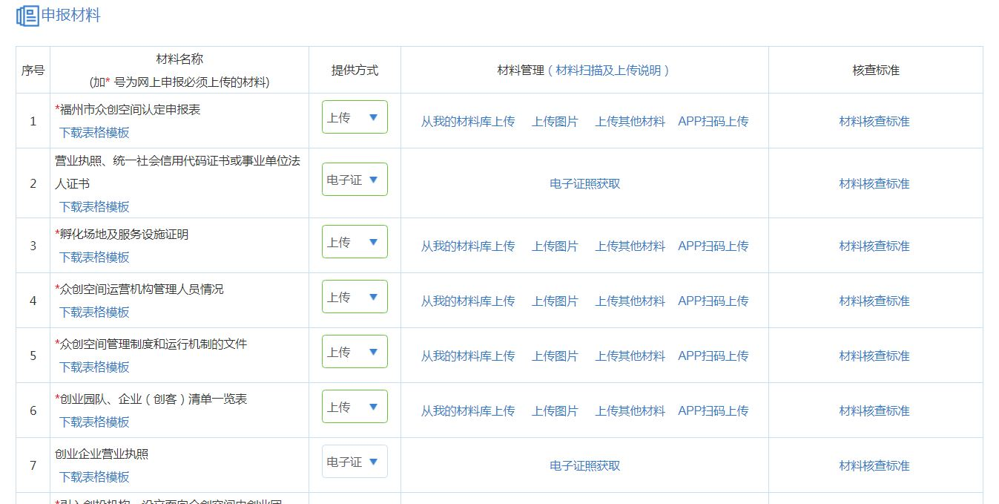 申报材料
序号
材料名称
(加* 号为网上申报必须上传的材料)
提供方式
材料管理（材料扫描及上传说明）
核查标准
1
*福州市众创空间认定申报表
下载表格模板
上传
从我的材料库上传 上传图片 上传其他材料 APP扫码上传
材料核查标准
2
营业执照、统一社会信用代码证书或事业单位法
人证书
下载表格模板
电子证
电子证照获取
材料核查标准
3
*孵化场地及服务设施证明
下载表格模板
上传
从我的材料库上传 上传图片 上传其他材料 APP扫码上传
材料核查标准
4
*众创空间运营机构管理人员情况
下载表格模板
上传
从我的材料库上传 上传图片 上传其他材料 APP扫码上传
材料核查标准
5
*众创空间管理制度和运行机制的文件
下载表格模板
上传
从我的材料库上传 上传图片 上传其他材料 APP扫码上传
材料核查标准
6
*创业园队、企业（创客）清单一览表
下载表格模板
上传
从我的材料库上传 上传图片 上传其他材料 APP扫码上传
材料核查标准
7
创业企业营业执照
下载表格模板
电子证
电子证照获取
材料核查标准